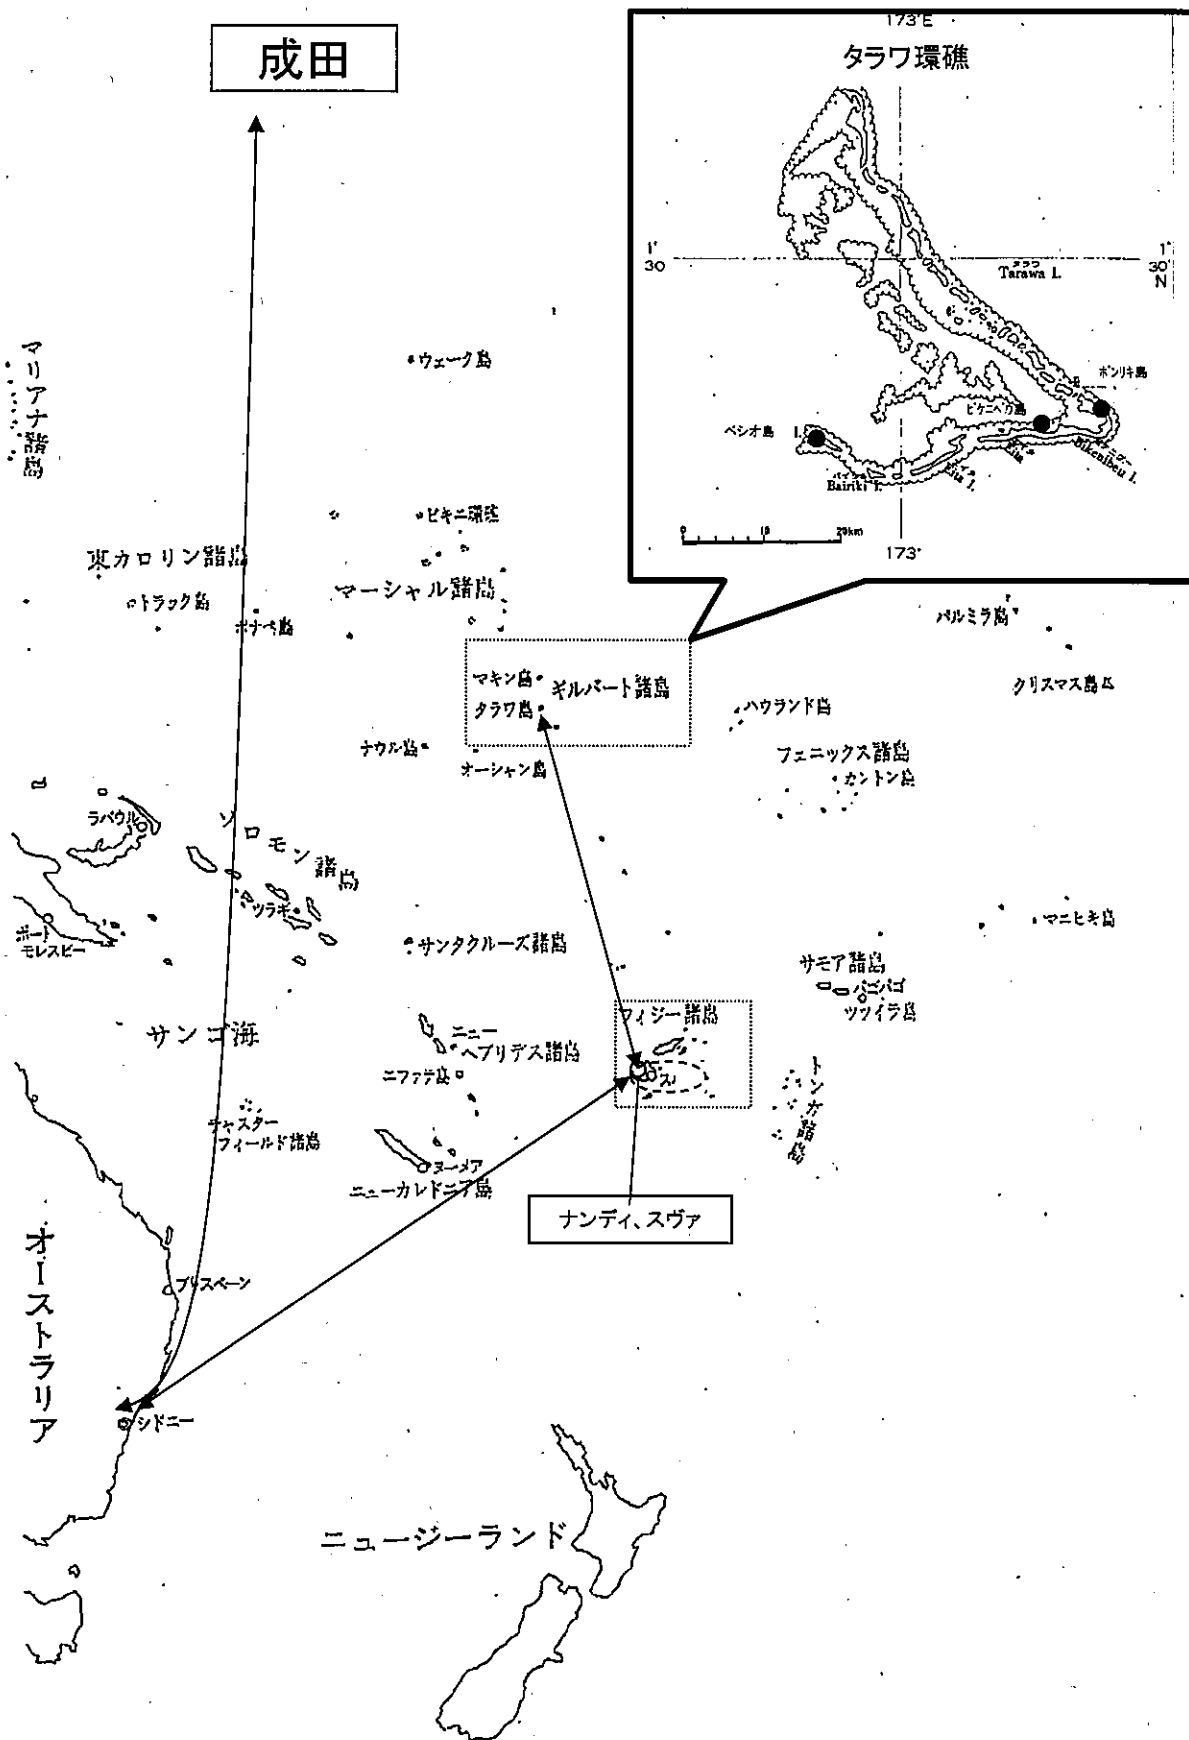 成田
173°E
タラワ環礁
1°
30
1°
30'
N
タラワ
Tarawa I.
ボンリキ島
ビケニベウ島
ベシオ島
I.
Bairiki I.
Eita I.
Bikenibeu I.
0
10
20km
173°
マリアナ諸島
ウェーク島
ビキニ環礁
東カロリン諸島
マーシャル諸島
トラック島
ポナペ島
パルミラ島
マキン島
ギルバート諸島
クリスマス島
タラワ島
ハウランド島
ナウル島
オーシャン島
フェニックス諸島
カントン島
ラバウル
ソロモン諸島
ツラギ
ポート
モレスビー
サンタクルーズ諸島
マニヒキ島
サモア諸島
パゴパゴ
ツツイラ島
フィジー諸島
サンゴ海
ニュー
ヘブリデス諸島
エファテ島
トンガ諸島
チェスター
フィールド諸島
ヌーメア
ニューカレドニア島
ナンディ、スヴァ
オーストラリア
ブリスベーン
シドニー
ニュージーランド